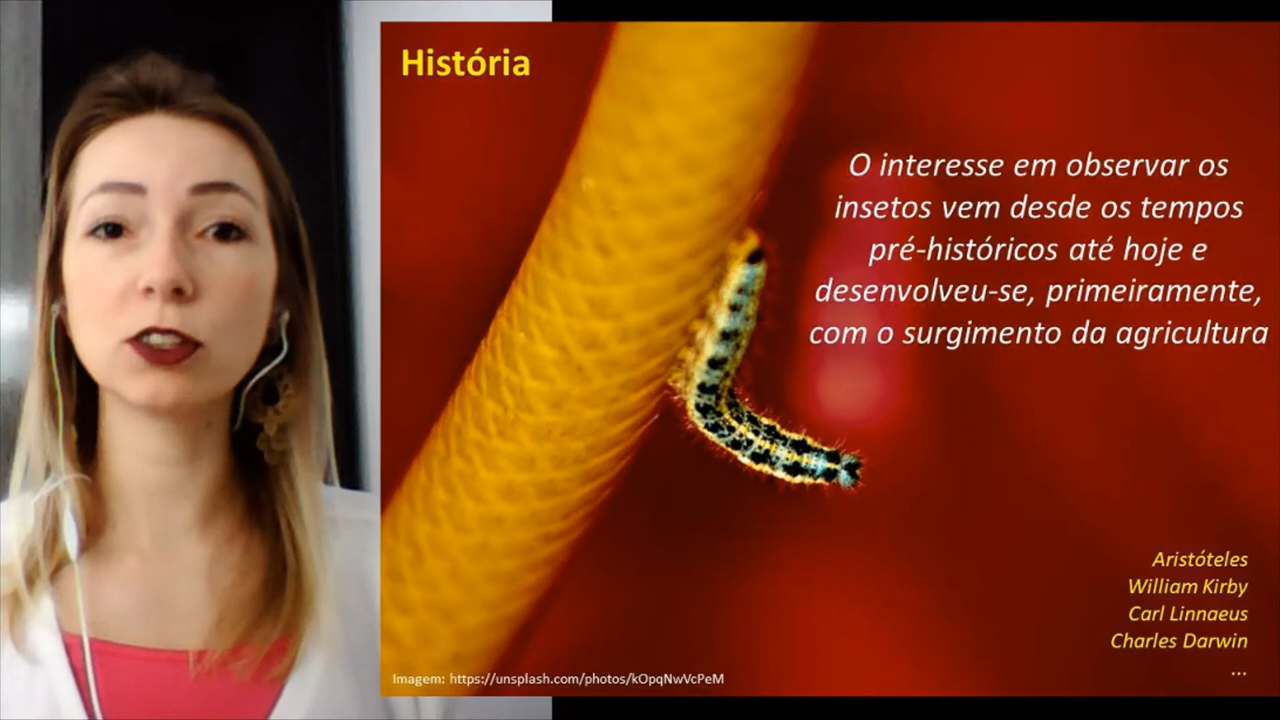 História
O interesse em observar os
insetos vem desde os tempos
pré-históricos até hoje e
desenvolveu-se, primeiramente,
com o surgimento da agricultura
Aristóteles
William Kirby
Carl Linnaeus
Charles Darwin
...
Imagem: https://unsplash.com/photos/kOpqNwVcPeM